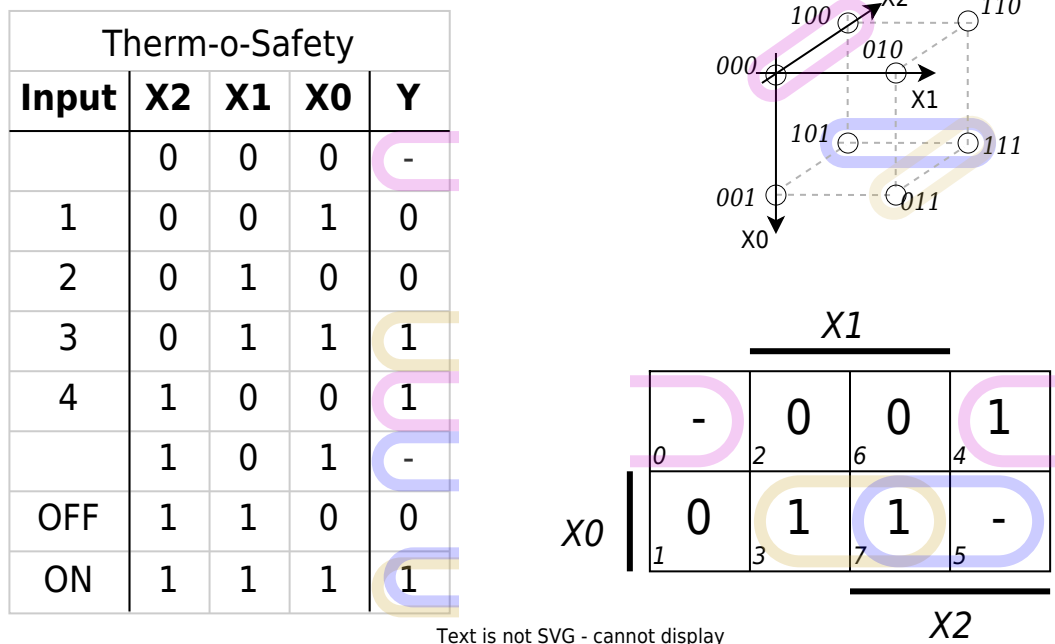 Therm-o-Safety
Input X2 X1 X0 Y
0 0 0 -
1 0 0 1 0
2 0 1 0 0
3 0 1 1 1
4 1 0 0 1
1 0 1 -
OFF 1 1 0 0
ON 1 1 1 1
X2
100
110
010
000
X1
101
111
001
011
X0
X1
- 0 0 1
0 2 6 4
X0
0 1 1 -
1 3 7 5
X2
Text is not SVG - cannot display